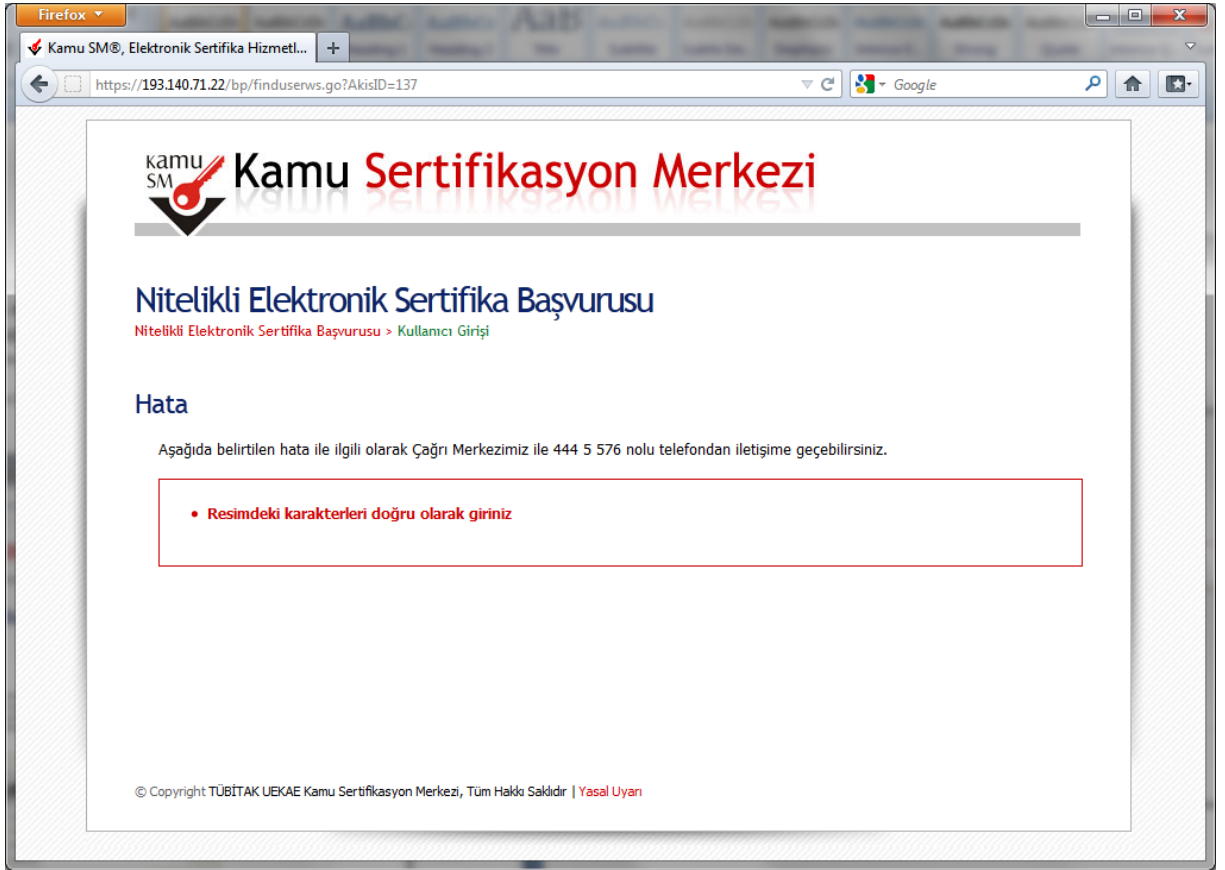 Firefox
Kamu SM®, Elektronik Sertifika Hizmetl...
https://193.140.71.22/bp/finduserws.go?AkisID=137
Google
Kamu SM
Kamu Sertifikasyon Merkezi
Nitelikli Elektronik Sertifika Başvurusu
Nitelikli Elektronik Sertifika Başvurusu > Kullanıcı Girişi
Hata
Aşağıda belirtilen hata ile ilgili olarak Çağrı Merkezimiz ile 444 5 576 nolu telefondan iletişime geçebilirsiniz.
• Resimdeki karakterleri doğru olarak giriniz
© Copyright TÜBİTAK UEKAE Kamu Sertifikasyon Merkezi, Tüm Hakkı Saklıdır | Yasal Uyarı